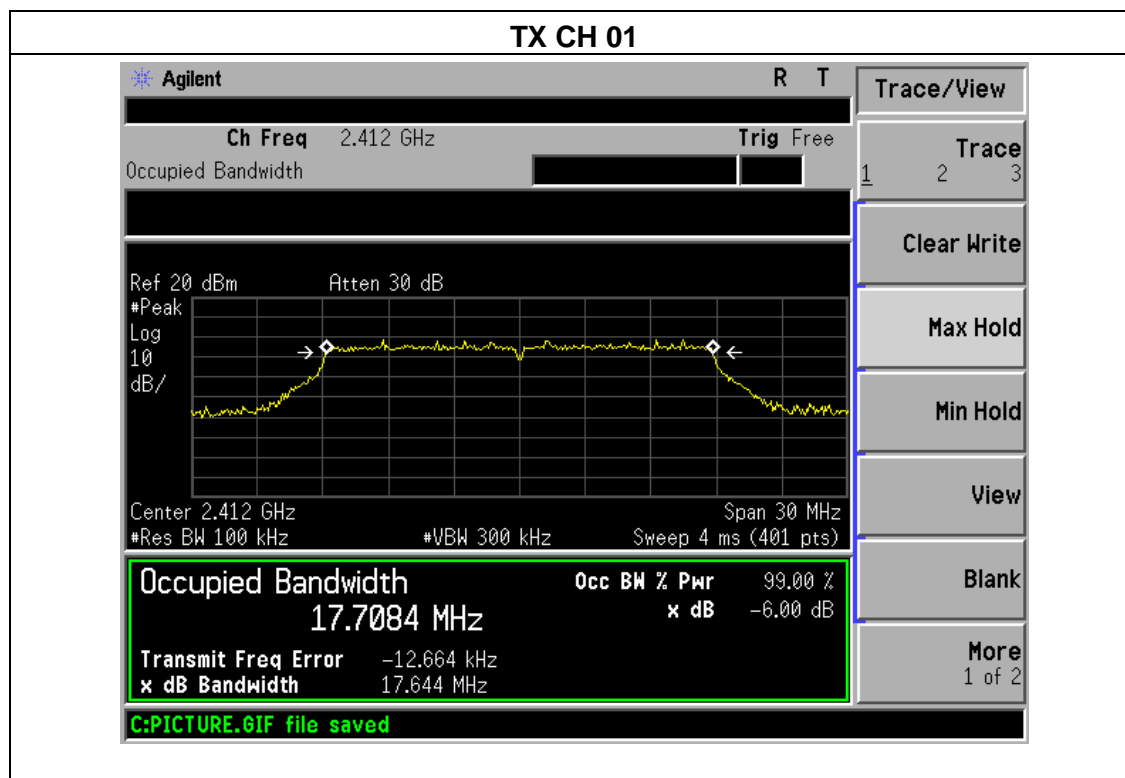 TX CH 01
Agilent R T
Trace/View
Ch Freq 2.412 GHz Trig Free
Occupied Bandwidth
Trace
1 2 3
Clear Write
Ref 20 dBm Atten 30 dB
#Peak
Log
10
dB/
Max Hold
Min Hold
View
Center 2.412 GHz Span 30 MHz
#Res BW 100 kHz #VBW 300 kHz Sweep 4 ms (401 pts)
Occupied Bandwidth Occ BW % Pwr 99.00 %
17.7084 MHz x dB -6.00 dB
Blank
Transmit Freq Error -12.664 kHz
x dB Bandwidth 17.644 MHz
More
1 of 2
C:PICTURE.GIF file saved